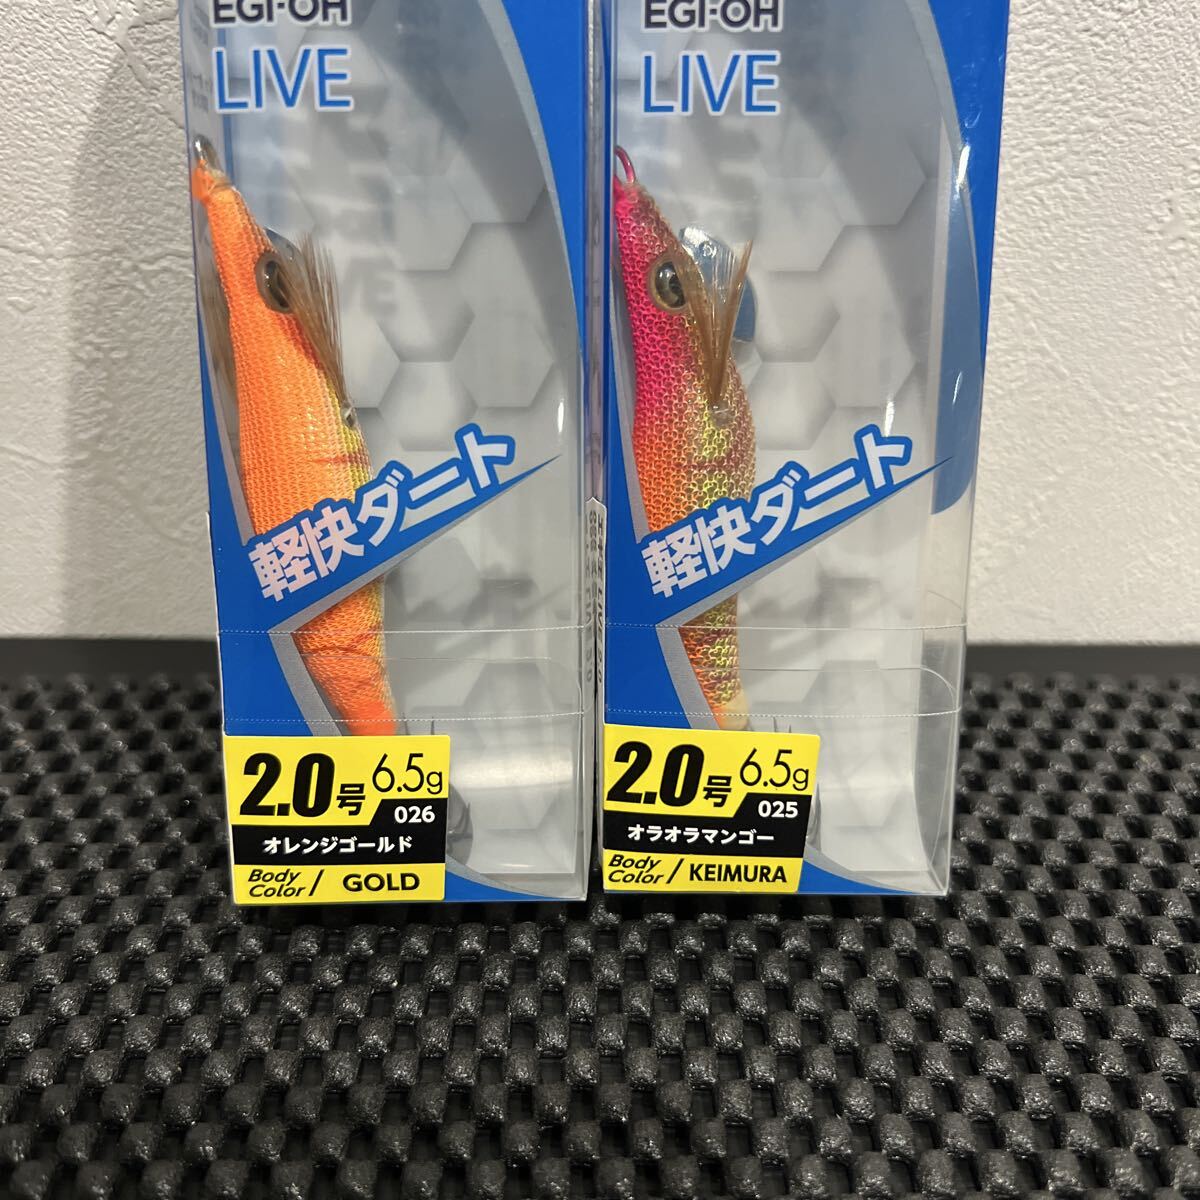 EGI-OH
LIVE
軽快ダート
2.0号 6.5g
026
オレンジゴールド
Body Color / GOLD
EGI-OH
LIVE
軽快ダート
2.0号 6.5g
025
オラオラマンゴー
Body Color / KEIMURA